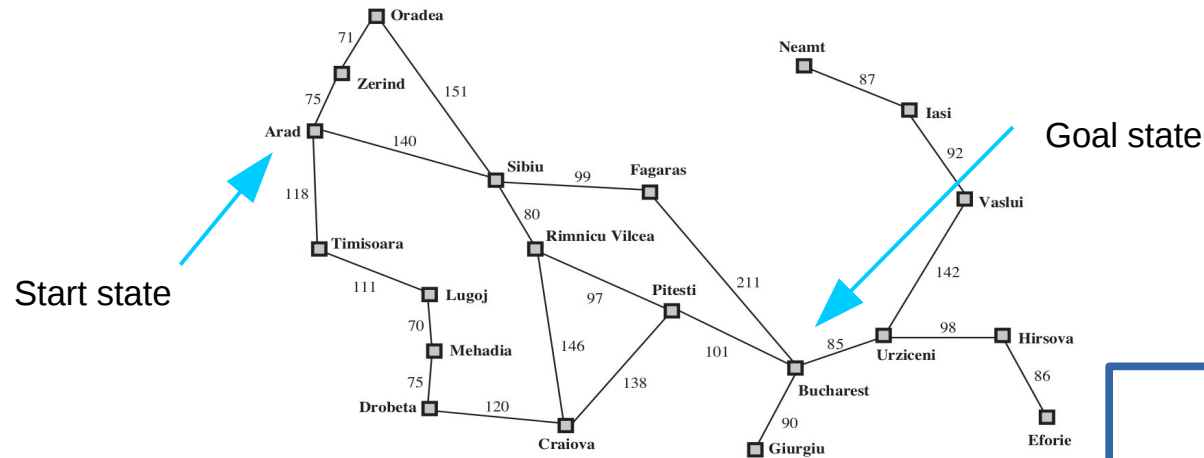 Oradea
71
Neamt
87
Zerind
75
151
Iasi
Arad
140
92
Goal state
Sibiu
99
Fagaras
118
80
Vaslui
Timisoara
Rimnicu Vilcea
142
211
Start state
111
Lugoj
97
Pitesti
70
98
Hirsova
146
101
85
Urziceni
Mehadia
138
86
75
Bucharest
Drobeta
120
90
Eforie
Craiova
Giurgiu